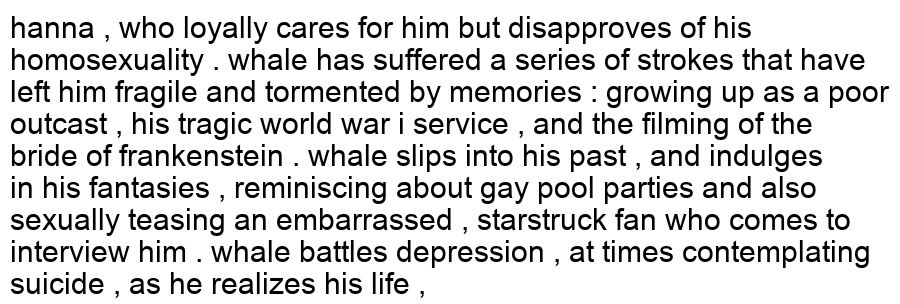 hanna , who loyally cares for him but disapproves of his
homosexuality . whale has suffered a series of strokes that have
left him fragile and tormented by memories : growing up as a poor
outcast , his tragic world war i service , and the filming of the
bride of frankenstein . whale slips into his past , and indulges
in his fantasies , reminiscing about gay pool parties and also
sexually teasing an embarrassed , starstruck fan who comes to
interview him . whale battles depression , at times contemplating
suicide , as he realizes his life ,